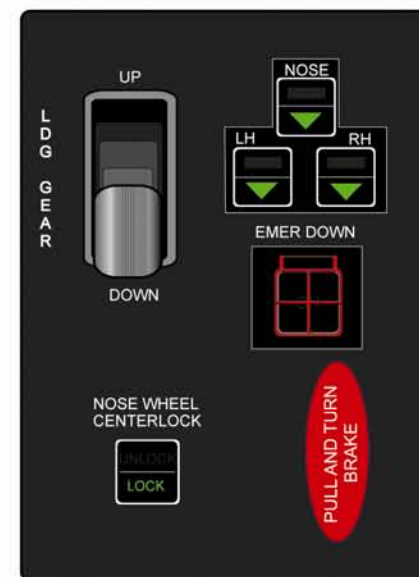 UP
NOSE
LDG GEAR
LH
RH
EMER DOWN
DOWN
NOSE WHEEL
CENTERLOCK
UNLOCK
LOCK
PULL AND TURN
BRAKE